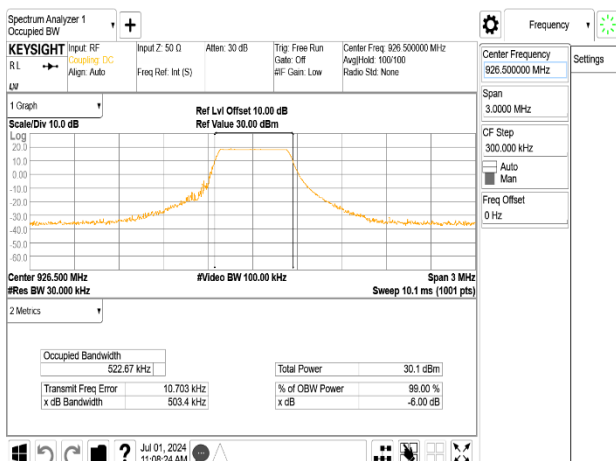 Spectrum Analyzer 1
Occupied BW
+
Frequency
KEYSIGHT
RL
Input: RF
Coupling: DC
Align: Auto
Input Z: 50 Ω
Freq Ref: Int (S)
Atten: 30 dB
Trig: Free Run
Gate: Off
#IF Gain: Low
Center Freq: 926.500000 MHz
Avg|Hold: 100/100
Radio Std: None
Center Frequency
926.500000 MHz
Settings
Span
3.0000 MHz
CF Step
300.000 kHz
Auto
Man
Freq Offset
0 Hz
1 Graph
Scale/Div 10.0 dB
Ref Lvl Offset 10.00 dB
Ref Value 30.00 dBm
Log
20.0
10.0
0.00
-10.0
-20.0
-30.0
-40.0
-50.0
-60.0
Center 926.500 MHz
#Video BW 100.00 kHz
Span 3 MHz
#Res BW 30.000 kHz
Sweep 10.1 ms (1001 pts)
2 Metrics
Occupied Bandwidth
522.67 kHz
Total Power 30.1 dBm
Transmit Freq Error 10.703 kHz
% of OBW Power 99.00 %
x dB Bandwidth 503.4 kHz
x dB -6.00 dB
?
Jul 01, 2024
11:08:24 AM